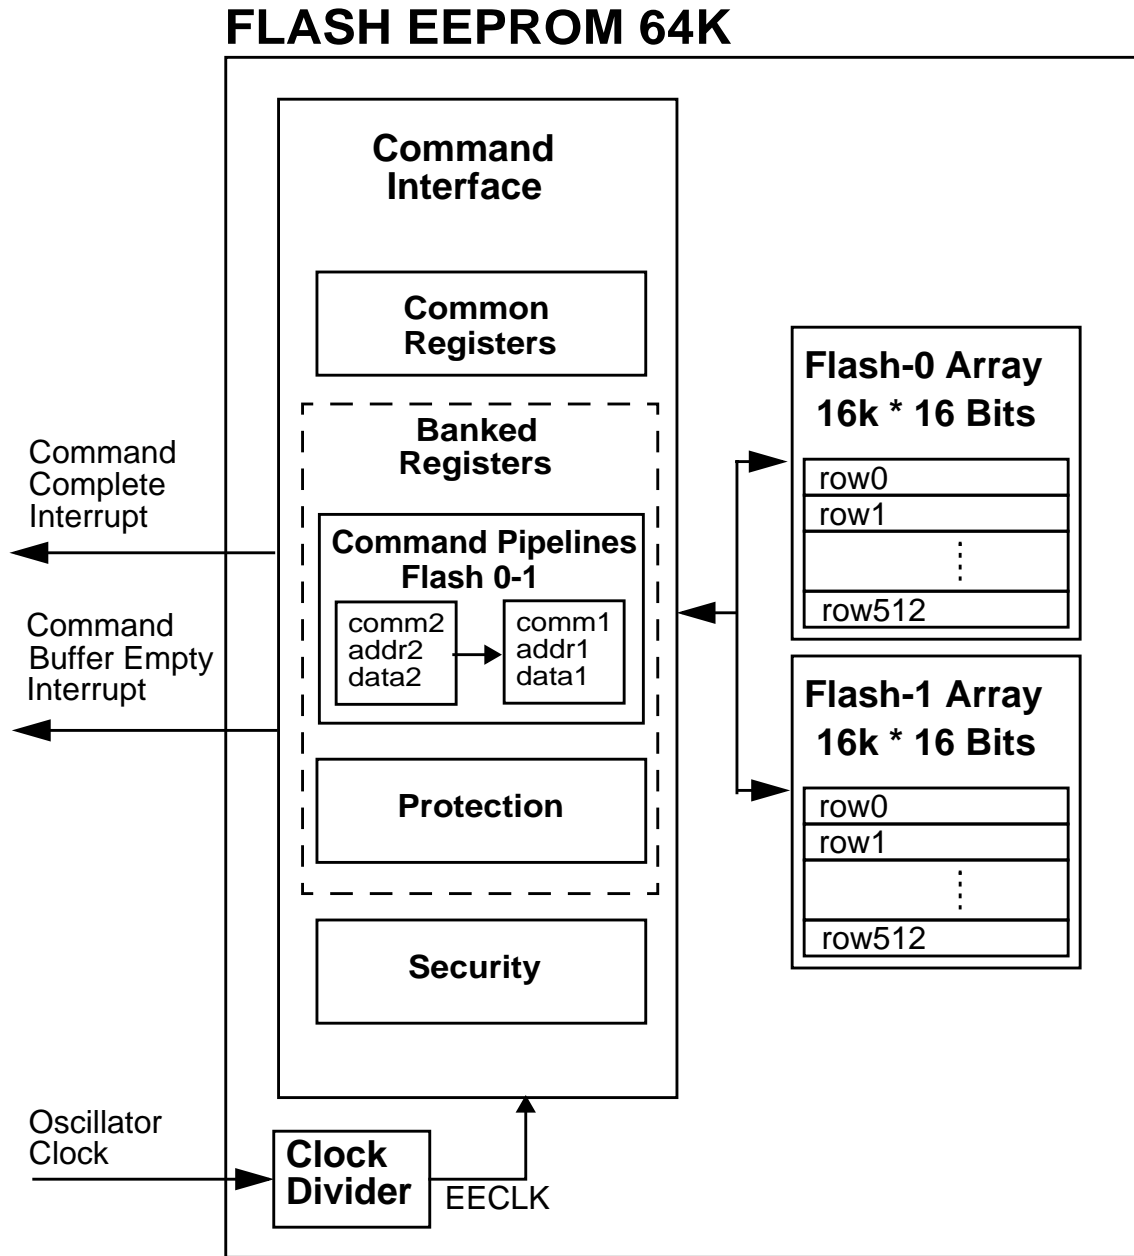 FLASH EEPROM 64K
Command
Interface
Common
Registers
Banked
Registers
Command Pipelines
Flash 0-1
comm2
addr2
data2
comm1
addr1
data1
Protection
Security
Command
Complete
Interrupt
Command
Buffer Empty
Interrupt
Oscillator
Clock
Clock
Divider
EECLK
Flash-0 Array
16k * 16 Bits
row0
row1
row512
Flash-1 Array
16k * 16 Bits
row0
row1
row512